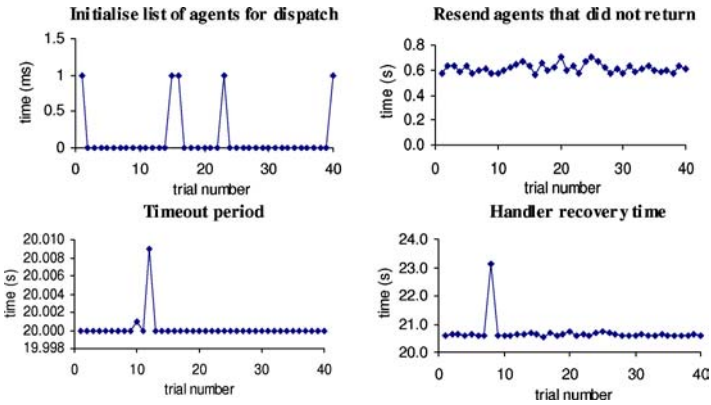 Initialise list of agents for dispatch
1.5
1
0.5
0
time (ms)
0 10 20 30 40
trial number
Resend agents that did not return
0.8
0.6
0.4
0.2
0.0
time (s)
0 10 20 30 40
trial number
Timeout period
20.010
20.008
20.006
20.004
20.002
20.000
19.998
time (s)
0 10 20 30 40
trial number
Handler recovery time
24.0
23.0
22.0
21.0
20.0
time (s)
0 10 20 30 40
trial number